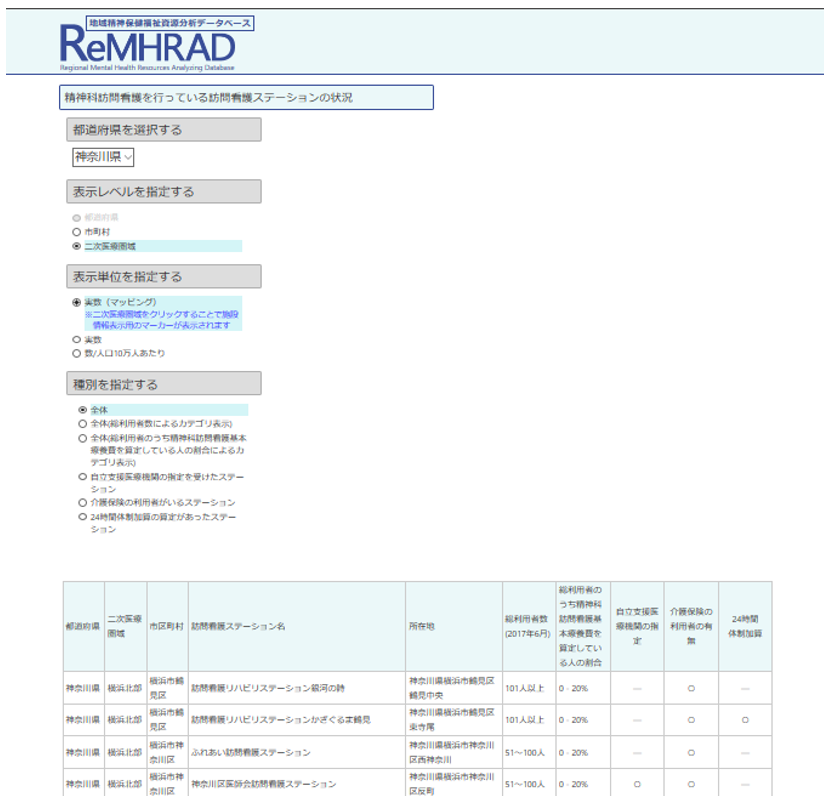 地域精神保健福祉資源分析データベース
ReMHRAD
Regional Mental Health Resources Analyzing Database
精神科訪問看護を行っている訪問看護ステーションの状況
都道府県を選択する
神奈川県
表示レベルを指定する
都道府県
市町村
二次医療圏域
表示単位を指定する
実数（マッピング）
※二次医療圏域をクリックすることで施設
情報表示用のマーカーが表示されます
実数
数/人口10万人あたり
種別を指定する
全体
全体(総利用者数によるカテゴリ表示)
全体(総利用者のうち精神科訪問看護基本
療養費を算定している人の割合によるカ
テゴリ表示)
自立支援医療機関の指定を受けたステー
ション
介護保険の利用者がいるステーション
24時間体制加算の算定があったステー
ション
都道府県 二次医療圏域 市区町村 訪問看護ステーション名 所在地 総利用者数(2017年6月) 総利用者のうち精神科訪問看護基本療養費を算定している人の割合 自立支援医療機関の指定 介護保険の利用者の有無 24時間体制加算
神奈川県 横浜北部 横浜市鶴見区 訪問看護リハビリステーション銀河の詩 神奈川県横浜市鶴見区鶴見中央 101人以上 0 - 20% — ○ —
神奈川県 横浜北部 横浜市鶴見区 訪問看護リハビリステーションかざぐるま鶴見 神奈川県横浜市鶴見区東寺尾 101人以上 0 - 20% — ○ ○
神奈川県 横浜北部 横浜市神奈川区 ふれあい訪問看護ステーション 神奈川県横浜市神奈川区西神奈川 51～100人 0 - 20% — ○ —
神奈川県 横浜北部 横浜市神奈川区 神奈川区医師会訪問看護ステーション 神奈川県横浜市神奈川区反町 51～100人 0 - 20% ○ ○ —